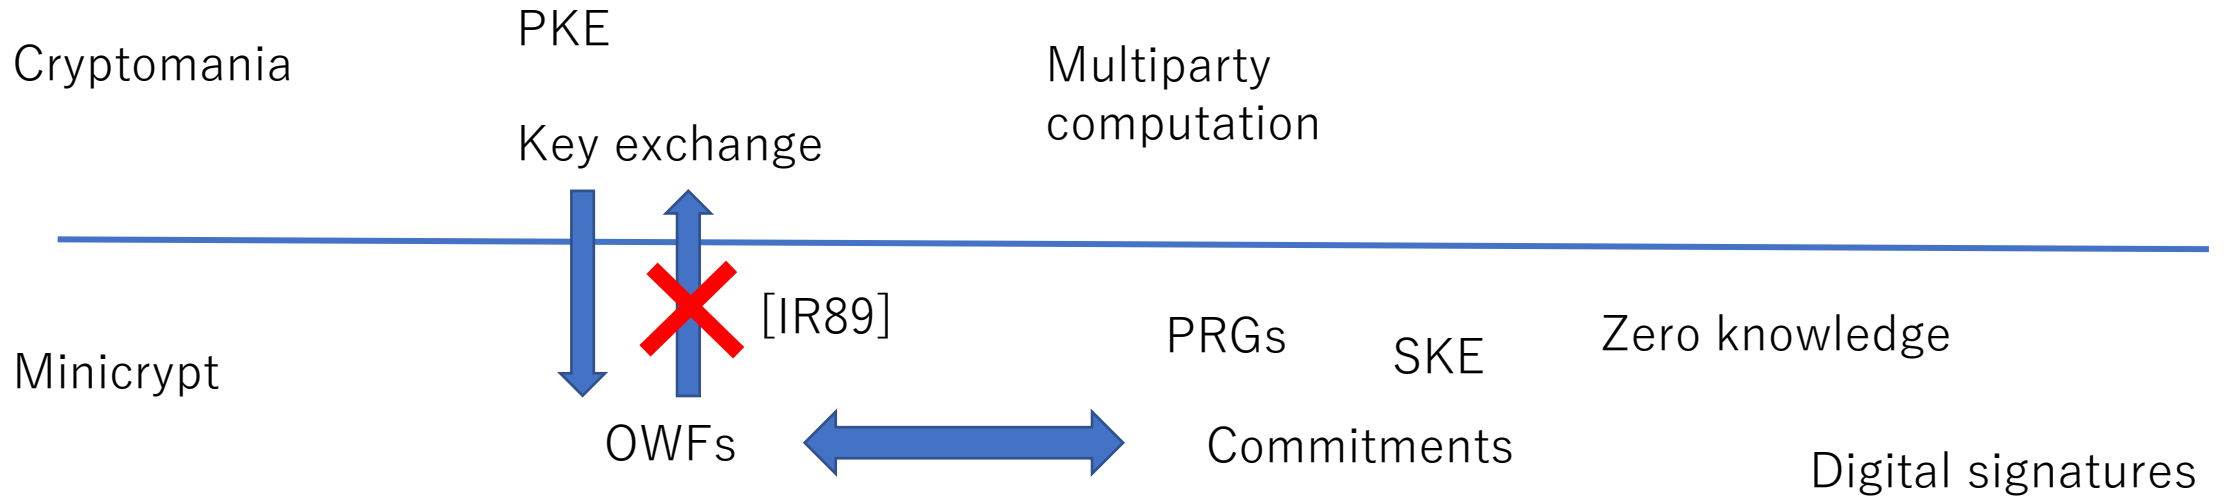 PKE
Cryptomania
Multiparty
computation
Key exchange
[IR89]
PRGs
Zero knowledge
SKE
Minicrypt
OWFs
Commitments
Digital signatures